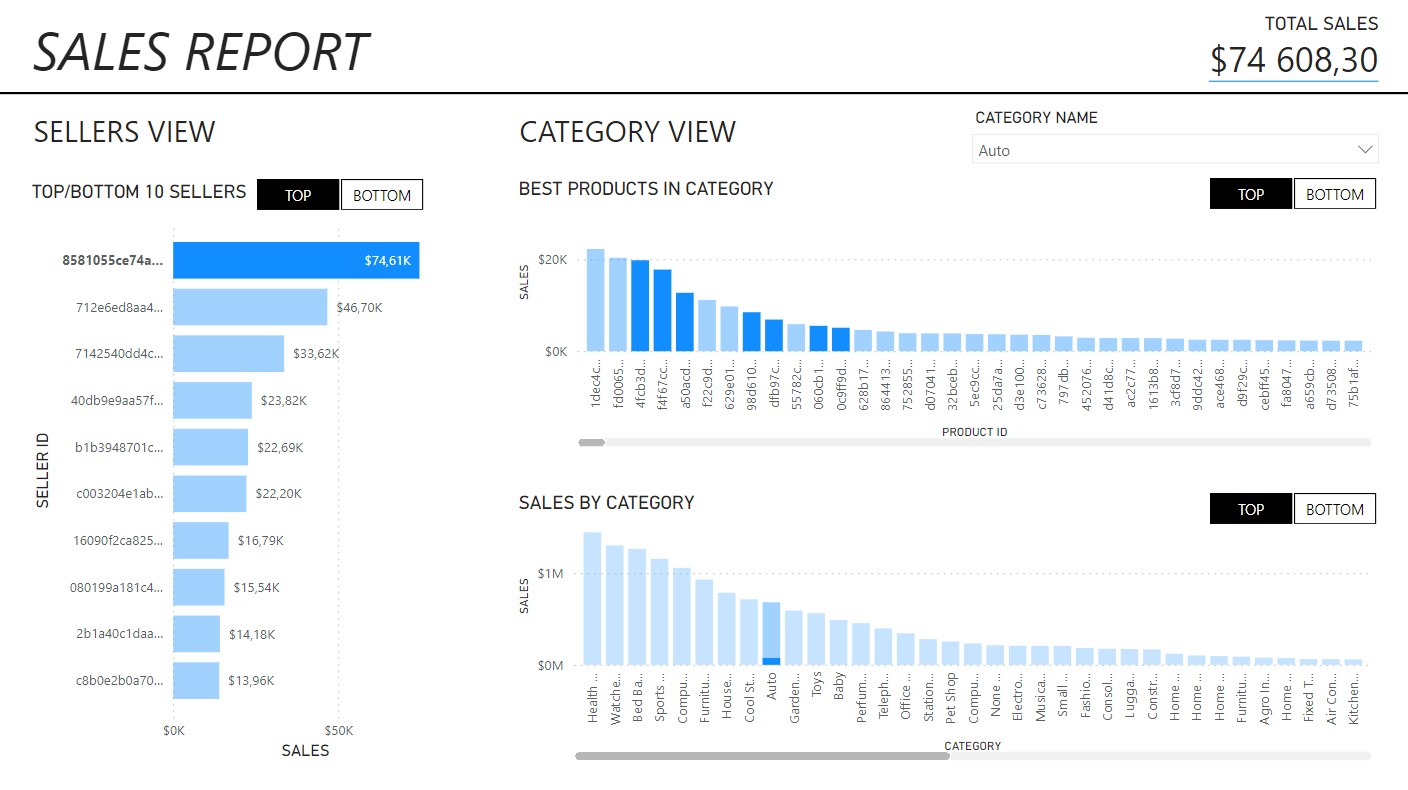 SALES REPORT
TOTAL SALES
$74 608,30
SELLERS VIEW
TOP/BOTTOM 10 SELLERS
TOP
BOTTOM
8581055ce74a...
$74,61K
712e6ed8aa4...
$46,70K
7142540dd4c...
$33,62K
40db9e9aa57f...
$23,82K
b1b3948701c...
$22,69K
c003204e1ab...
$22,20K
16090f2ca825...
$16,79K
080199a181c4...
$15,54K
2b1a40c1daa...
$14,18K
c8b0e2b0a70...
$13,96K
SELLER ID
$0K
$50K
SALES
CATEGORY VIEW
CATEGORY NAME
Auto
BEST PRODUCTS IN CATEGORY
TOP
BOTTOM
SALES
$20K
$0K
1dec4c...
fd0065...
4fcb3d...
f4f67cc...
a50acd...
f22c9d...
629e01...
98d610...
dfb97c...
55782c...
060cb1...
0c9ff9d...
628b17...
864413...
752855...
d07041...
32bceb...
5ec9cc...
25da7a...
d3e100...
c73628...
797db...
452076...
d41d8c...
ac2c77...
1613b8...
3cf8d7...
9ddc42...
ace468...
d9f29c...
cebff45...
fa8047...
a659cb...
d73508...
75b1af...
PRODUCT ID
SALES BY CATEGORY
TOP
BOTTOM
SALES
$1M
$0M
Health ...
Watche...
Bed Ba...
Sports ...
Compu...
Furnitu...
House...
Cool St...
Auto
Garden...
Toys
Baby
Perfum...
Teleph...
Office ...
Station...
Pet Shop
Compu...
None ...
Electro...
Musica...
Small ...
Fashio...
Consol...
Lugga...
Constr...
Home ...
Home ...
Home ...
Furnitu...
Agro In...
Home ...
Fixed T...
Air Con...
Kitchen...
CATEGORY